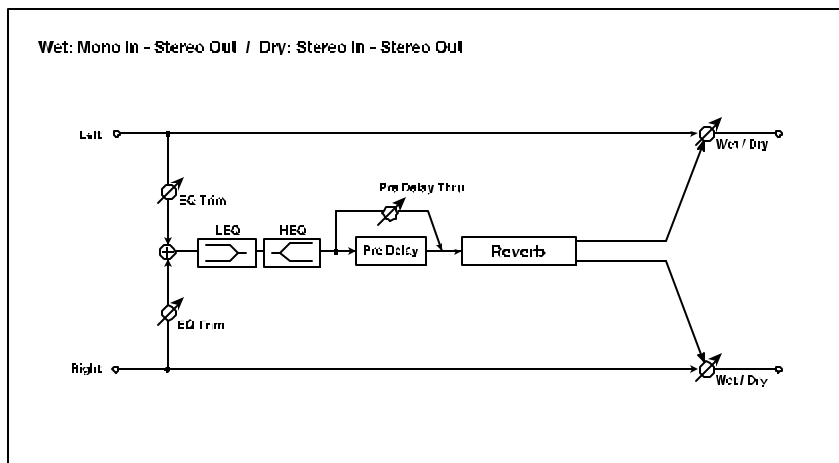 Wet: Mono In - Stereo Out / Dry: Stereo In - Stereo Out
Left
Wet / Dry
EQ Trim
Pre Delay Thru
LEQ
HEQ
Pre Delay
Reverb
EQ Trim
Right
Wet / Dry